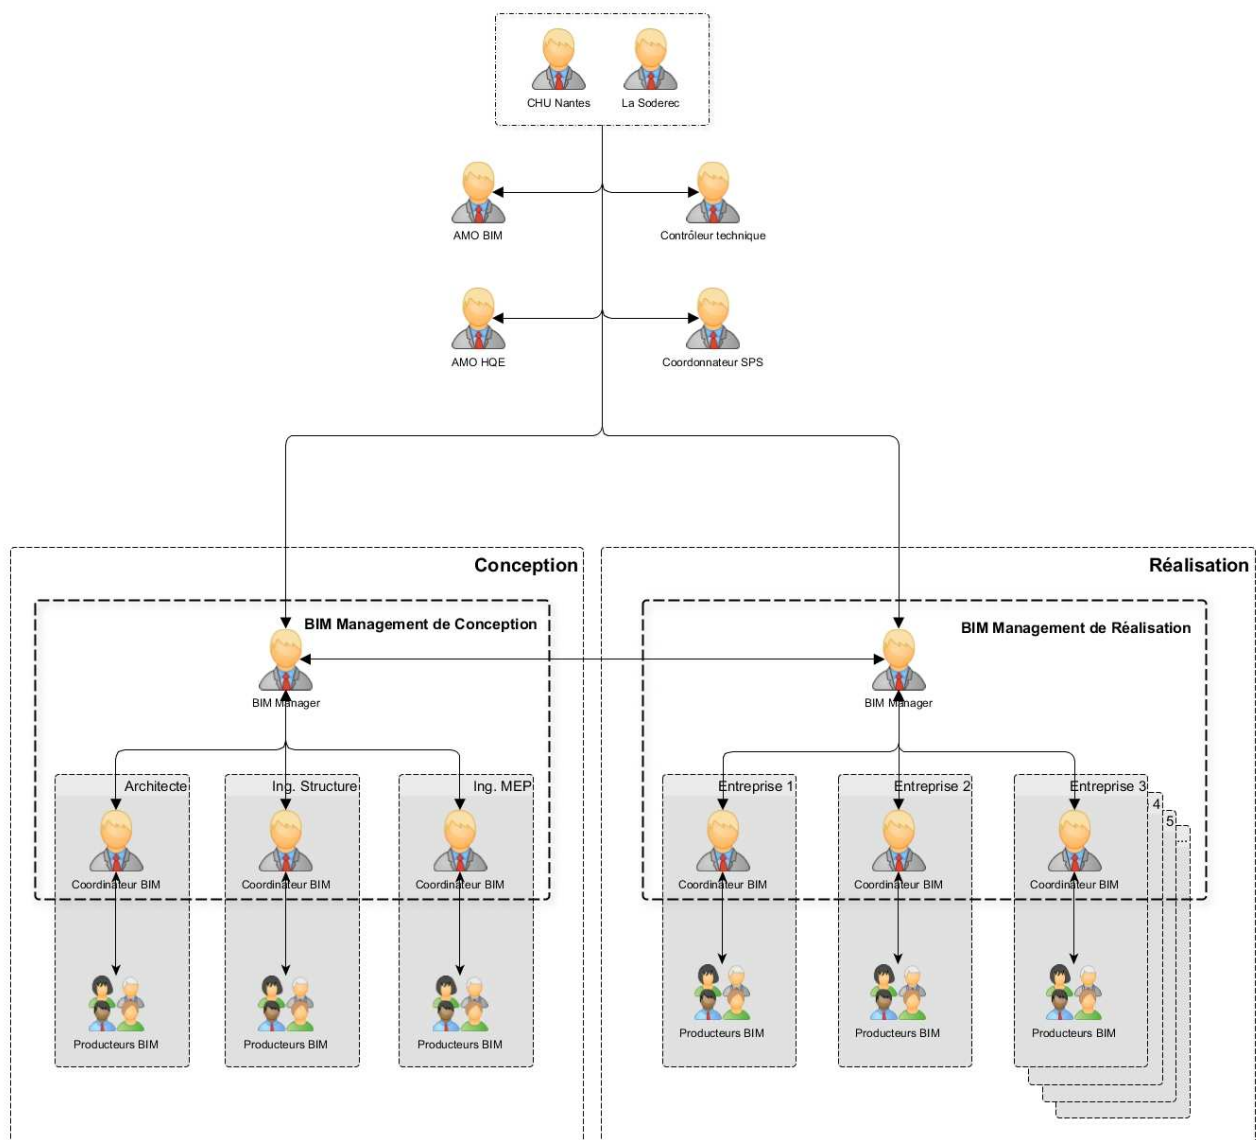 CHU Nantes
La Soderec
AMO BIM
Contrôleur technique
AMO HQE
Coordonnateur SPS
Conception
Réalisation
BIM Management de Conception
BIM Management de Réalisation
BIM Manager
BIM Manager
Architecte
Ing. Structure
Ing. MEP
Entreprise 1
Entreprise 2
Entreprise 3
4
5
...
Coordinateur BIM
Coordinateur BIM
Coordinateur BIM
Coordinateur BIM
Coordinateur BIM
Coordinateur BIM
Producteurs BIM
Producteurs BIM
Producteurs BIM
Producteurs BIM
Producteurs BIM
Producteurs BIM